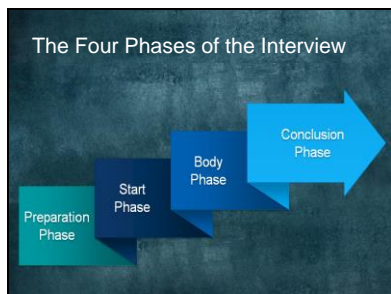 The Four Phases of the Interview
Preparation
Phase
Start
Phase
Body
Phase
Conclusion
Phase